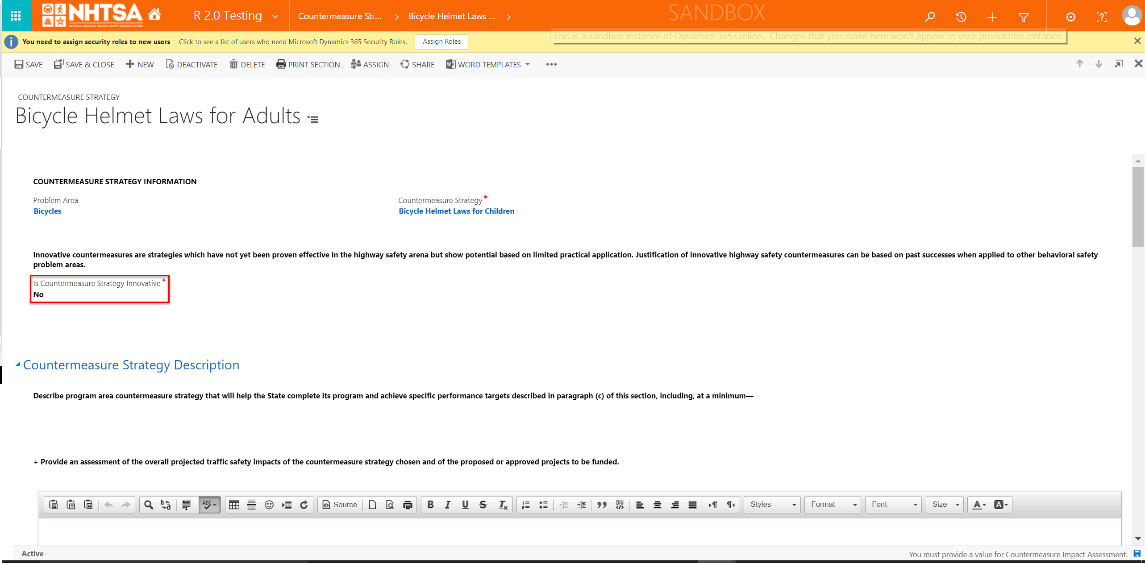 NHTSA
R 2.0 Testing
Countermeasure Str...
Bicycle Helmet Laws ...
SANDBOX
You need to assign security roles to new users Click to see a list of users who need Microsoft Dynamics 365 Security Roles. Assign Roles
This is a sandbox instance of Dynamics 365 Online. Changes that you make here won't appear in your production instance.
SAVE SAVE & CLOSE + NEW DEACTIVATE DELETE PRINT SECTION ASSIGN SHARE WORD TEMPLATES •••
COUNTERMEASURE STRATEGY
Bicycle Helmet Laws for Adults
COUNTERMEASURE STRATEGY INFORMATION
Problem Area Countermeasure Strategy *
Bicycles Bicycle Helmet Laws for Children
Innovative countermeasures are strategies which have not yet been proven effective in the highway safety arena but show potential based on limited practical application. Justification of innovative highway safety countermeasures can be based on past successes when applied to other behavioral safety
problem areas.
Is Countermeasure Strategy Innovative *
No
Countermeasure Strategy Description
Describe program area countermeasure strategy that will help the State complete its program and achieve specific performance targets described in paragraph (c) of this section, including, at a minimum—
+ Provide an assessment of the overall projected traffic safety impacts of the countermeasure strategy chosen and of the proposed or approved projects to be funded.
Source B I U S Styles Format Font Size A A
Active You must provide a value for Countermeasure Impact Assessment.